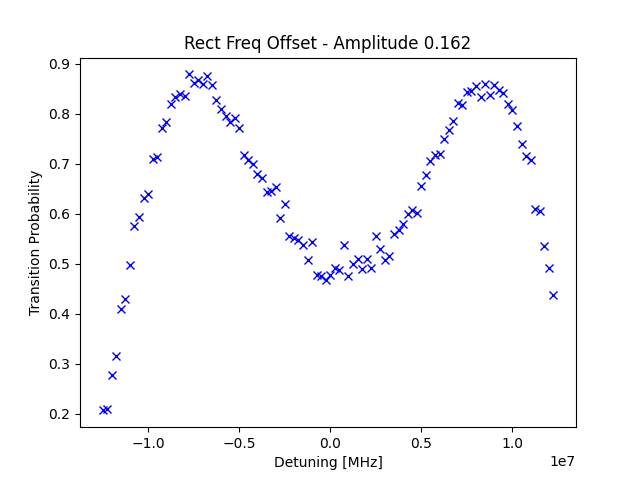 Rect Freq Offset - Amplitude 0.162
Transition Probability
0.9
0.8
0.7
0.6
0.5
0.4
0.3
0.2
−1.0 −0.5 0.0 0.5 1.0
1e7
Detuning [MHz]